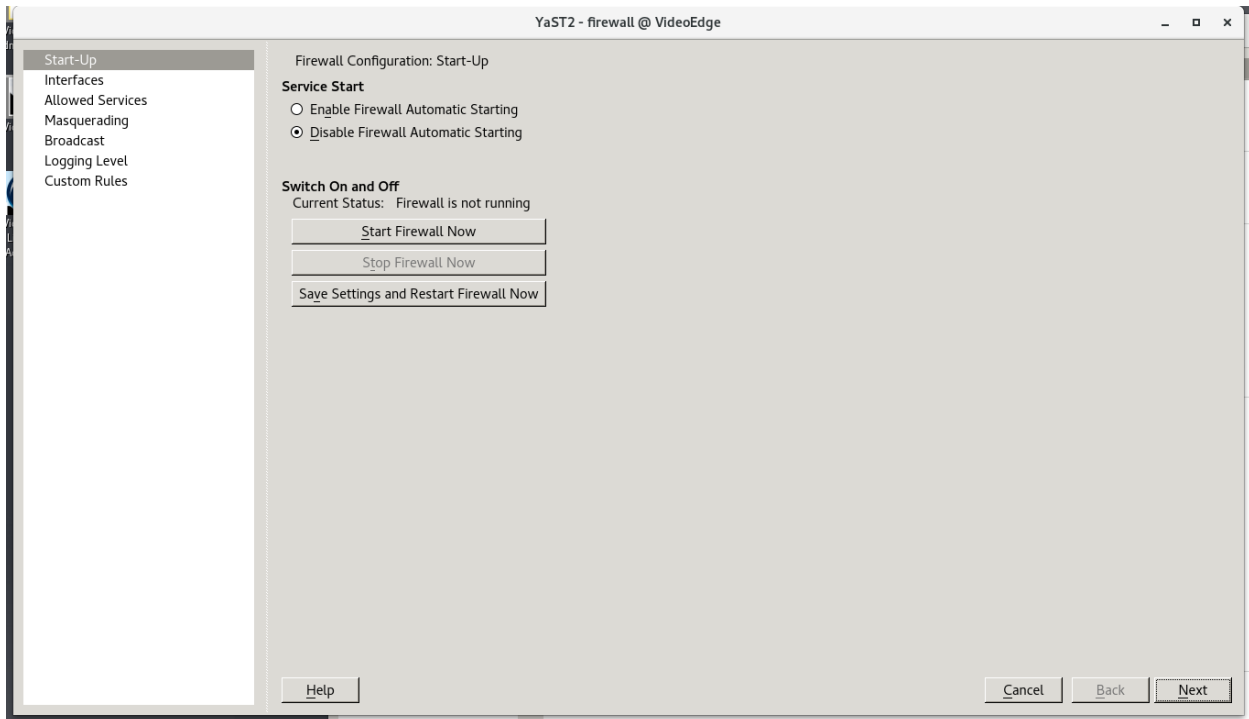 YaST2 - firewall @ VideoEdge
Start-Up
Interfaces
Allowed Services
Masquerading
Broadcast
Logging Level
Custom Rules
Firewall Configuration: Start-Up
Service Start
Enable Firewall Automatic Starting
Disable Firewall Automatic Starting
Switch On and Off
Current Status: Firewall is not running
Start Firewall Now
Stop Firewall Now
Save Settings and Restart Firewall Now
Help
Cancel
Back
Next